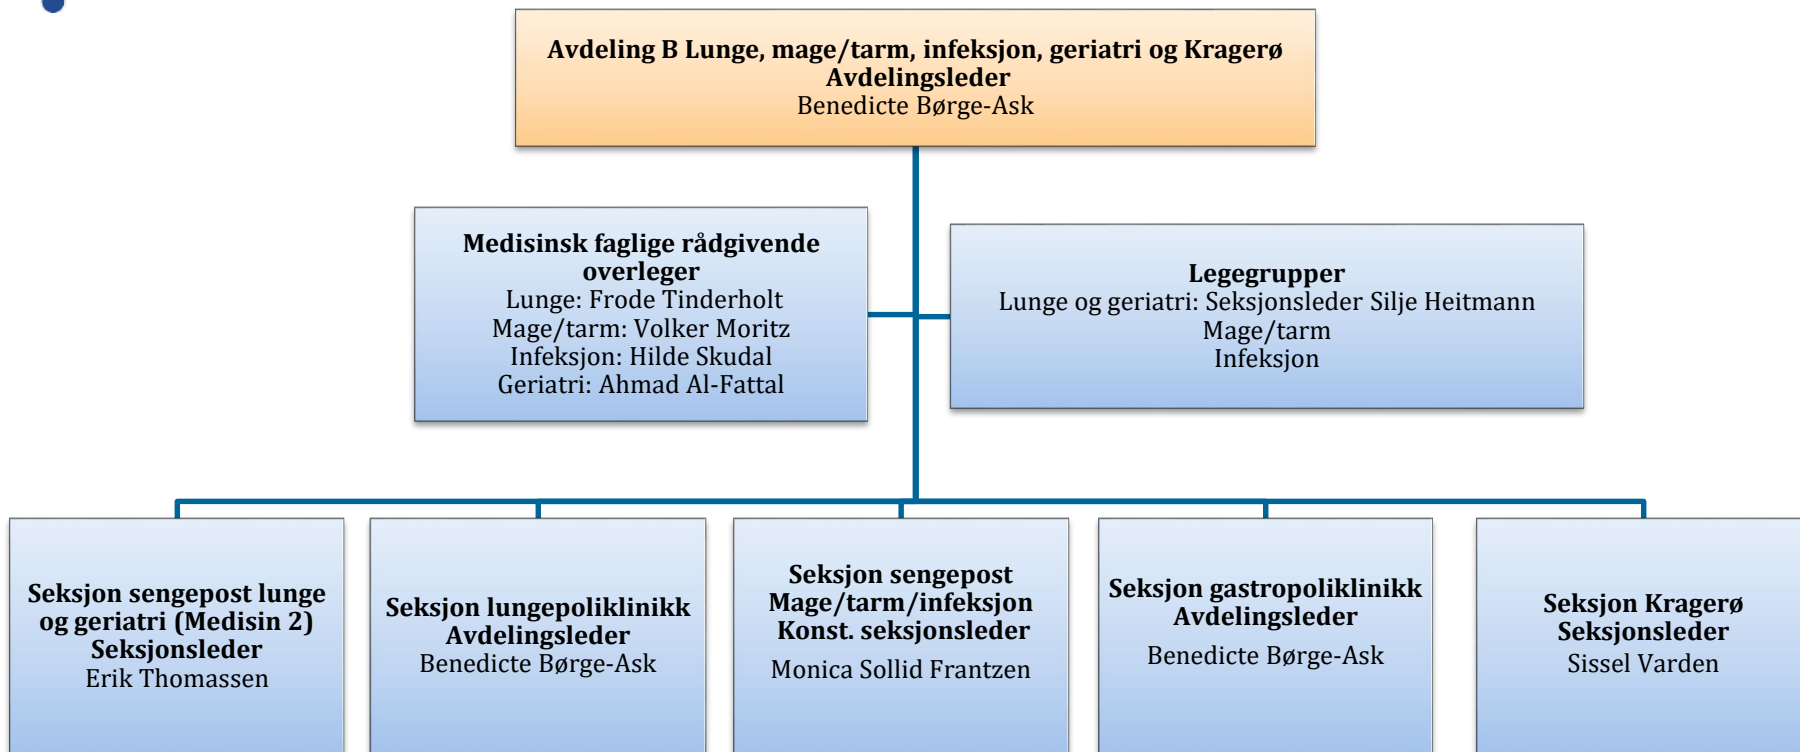 Avdeling B Lunge, mage/tarm, infeksjon, geriatri og Kragerø
Avdelingsleder
Benedicte Børge-Ask
Medisinsk faglige rådgivende
overleger
Lunge: Frode Tinderholt
Mage/tarm: Volker Moritz
Infeksjon: Hilde Skudal
Geriatri: Ahmad Al-Fattal
Legegrupper
Lunge og geriatri: Seksjonsleder Silje Heitmann
Mage/tarm
Infeksjon
Seksjon sengepost lunge
og geriatri (Medisin 2)
Seksjonsleder
Erik Thomassen
Seksjon lungepoliklinikk
Avdelingsleder
Benedicte Børge-Ask
Seksjon sengepost
Mage/tarm/infeksjon
Konst. seksjonsleder
Monica Sollid Frantzen
Seksjon gastropoliklinikk
Avdelingsleder
Benedicte Børge-Ask
Seksjon Kragerø
Seksjonsleder
Sissel Varden